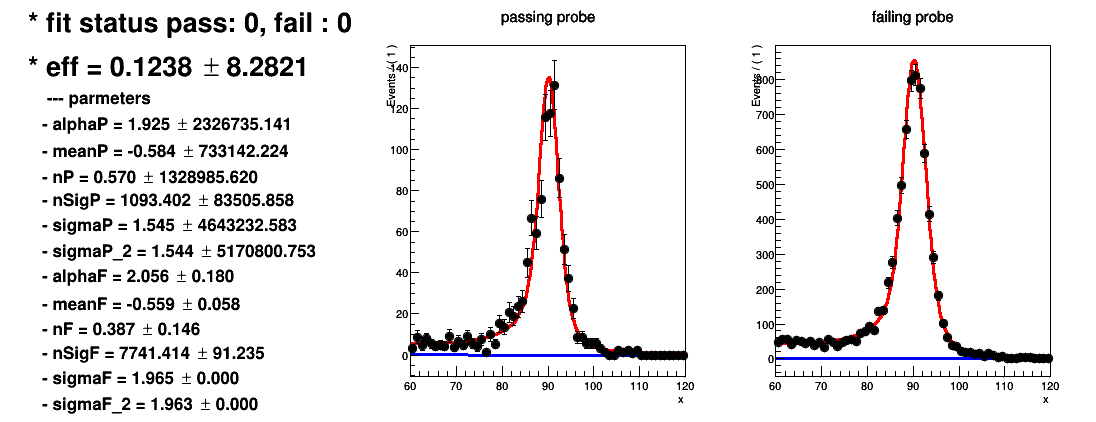 * fit status pass: 0, fail : 0
* eff = 0.1238 ± 8.2821
--- parmeters
- alphaP = 1.925 ± 2326735.141
- meanP = -0.584 ± 733142.224
- nP = 0.570 ± 1328985.620
- nSigP = 1093.402 ± 83505.858
- sigmaP = 1.545 ± 4643232.583
- sigmaP_2 = 1.544 ± 5170800.753
- alphaF = 2.056 ± 0.180
- meanF = -0.559 ± 0.058
- nF = 0.387 ± 0.146
- nSigF = 7741.414 ± 91.235
- sigmaF = 1.965 ± 0.000
- sigmaF_2 = 1.963 ± 0.000
passing probe
Events / ( 1 )
140
120
100
80
60
40
20
0
60 70 80 90 100 110 120
x
failing probe
Events / ( 1 )
800
700
600
500
400
300
200
100
0
60 70 80 90 100 110 120
x